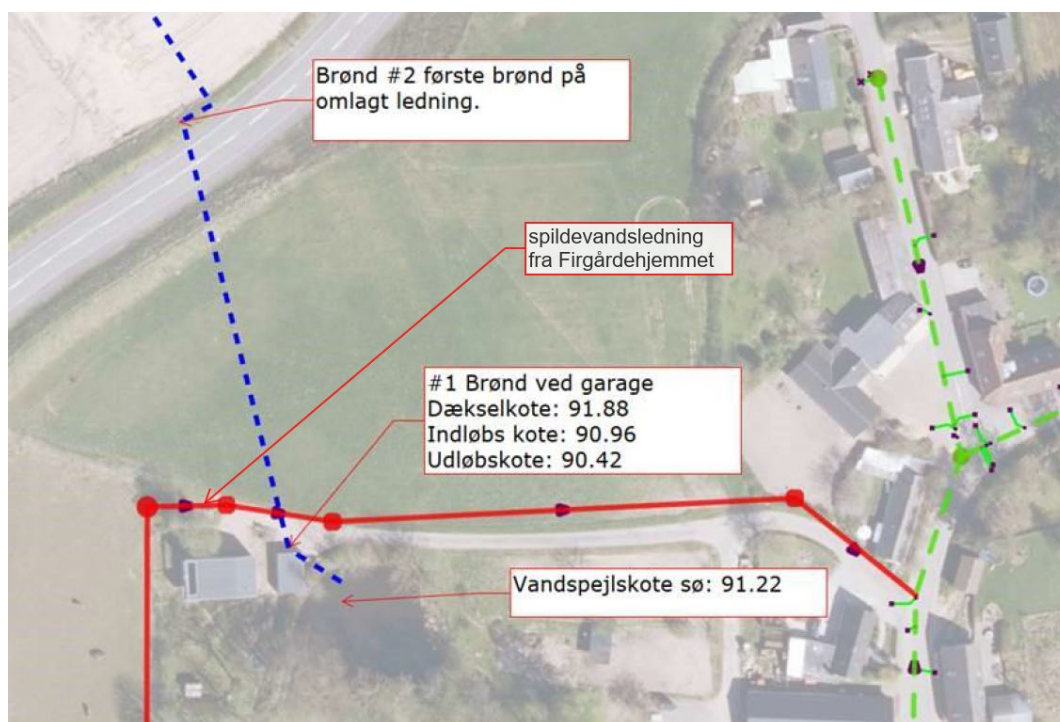 Brønd #2 første brønd på
omlagt ledning.
spildevandsledning
fra Firgårdehjemmet
#1 Brønd ved garage
Dækselkote: 91.88
Indløbs kote: 90.96
Udløbskote: 90.42
Vandspejlskote sø: 91.22